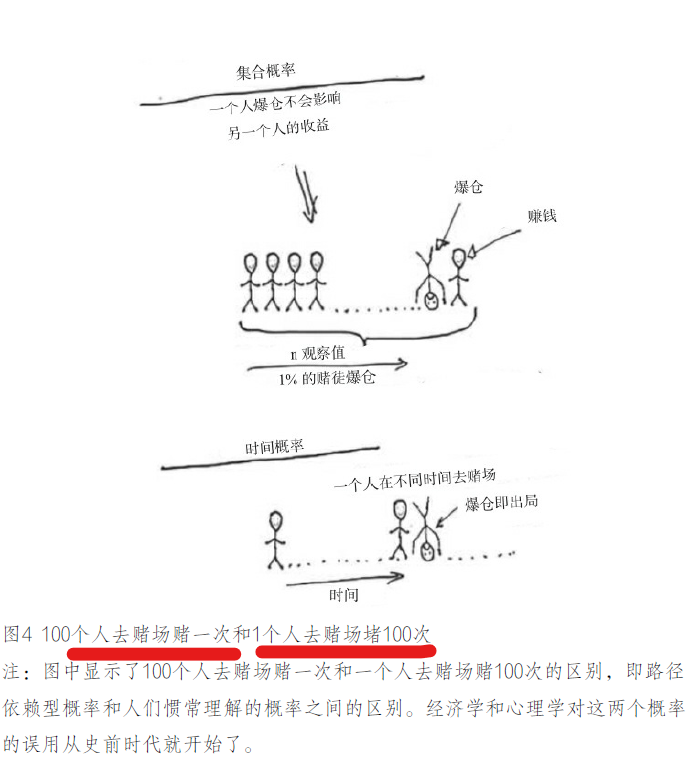 集合概率
一个人爆仓不会影响
另一个人的收益
爆仓
赚钱
n 观察值
1% 的赌徒爆仓
时间概率
一个人在不同时间去赌场
爆仓即出局
时间
图4 100个人去赌场赌一次和1个人去赌场堵100次
注：图中显示了100个人去赌场赌一次和一个人去赌场赌100次的区别，即路径
依赖型概率和人们惯常理解的概率之间的区别。经济学和心理学对这两个概率
的误用从史前时代就开始了。